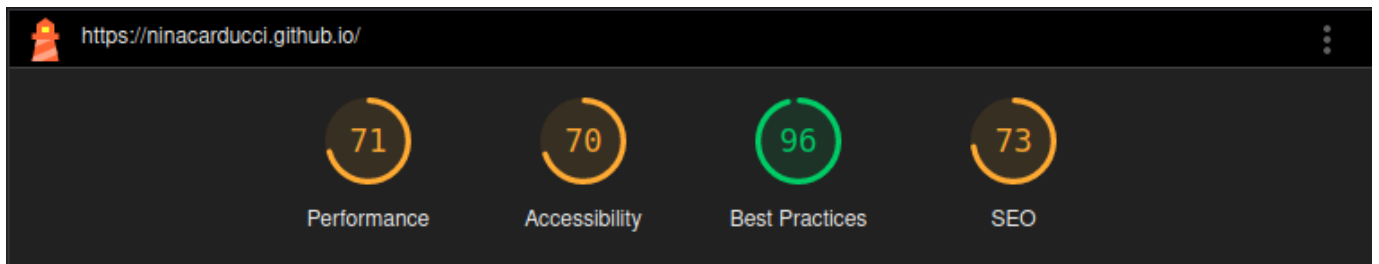 https://ninacarducci.github.io/
71 70 96 73
Performance Accessibility Best Practices SEO